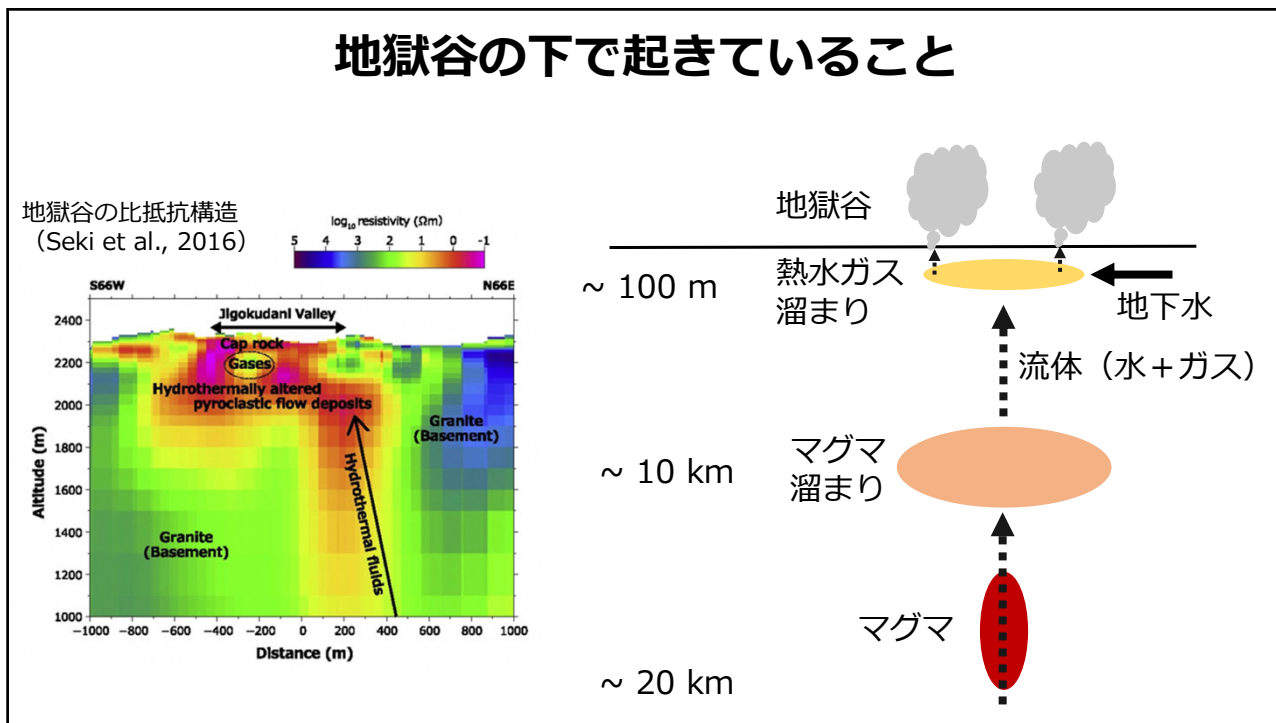 地獄谷の下で起きていること
地獄谷の比抵抗構造
（Seki et al., 2016）
log₁₀ resistivity (Ωm)
5 4 3 2 1 0 -1
S66W
N66E
Jigokudani Valley
Cap rock
Gases
Hydrothermally altered
pyroclastic flow deposits
Granite
(Basement)
Granite
(Basement)
Hydrothermal fluids
Altitude (m)
2400
2200
2000
1800
1600
1400
1200
1000
−1000 −800 −600 −400 −200 0 200 400 600 800 1000
Distance (m)
地獄谷
~ 100 m
熱水ガス
溜まり
地下水
流体（水＋ガス）
~ 10 km
マグマ
溜まり
マグマ
~ 20 km